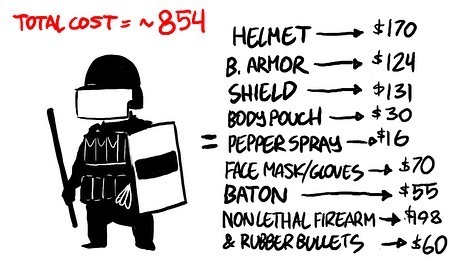 TOTAL COST = ~854
HELMET → $170
B. ARMOR → $124
SHIELD → $131
BODY POUCH → $30
= PEPPER SPRAY → $16
FACE MASK/GLOVES → $70
BATON → $55
NON LETHAL FIREARM → $198
& RUBBER BULLETS → $60